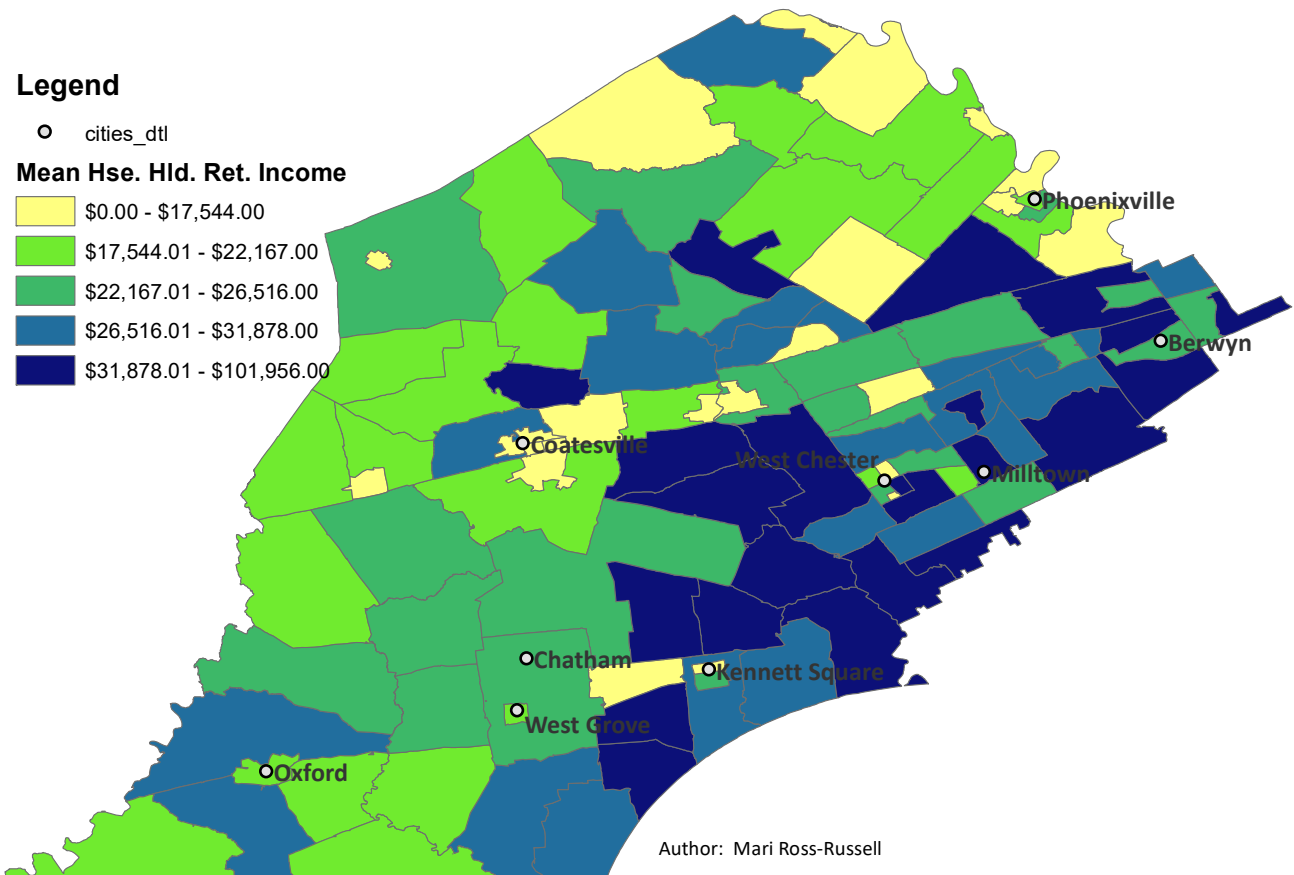 Legend
cities_dtl
Mean Hse. Hld. Ret. Income
$0.00 - $17,544.00
$17,544.01 - $22,167.00
$22,167.01 - $26,516.00
$26,516.01 - $31,878.00
$31,878.01 - $101,956.00
Phoenixville
Berwyn
Coatesville
West Chester
Milltown
Chatham
Kennett Square
West Grove
Oxford
Author: Mari Ross-Russell